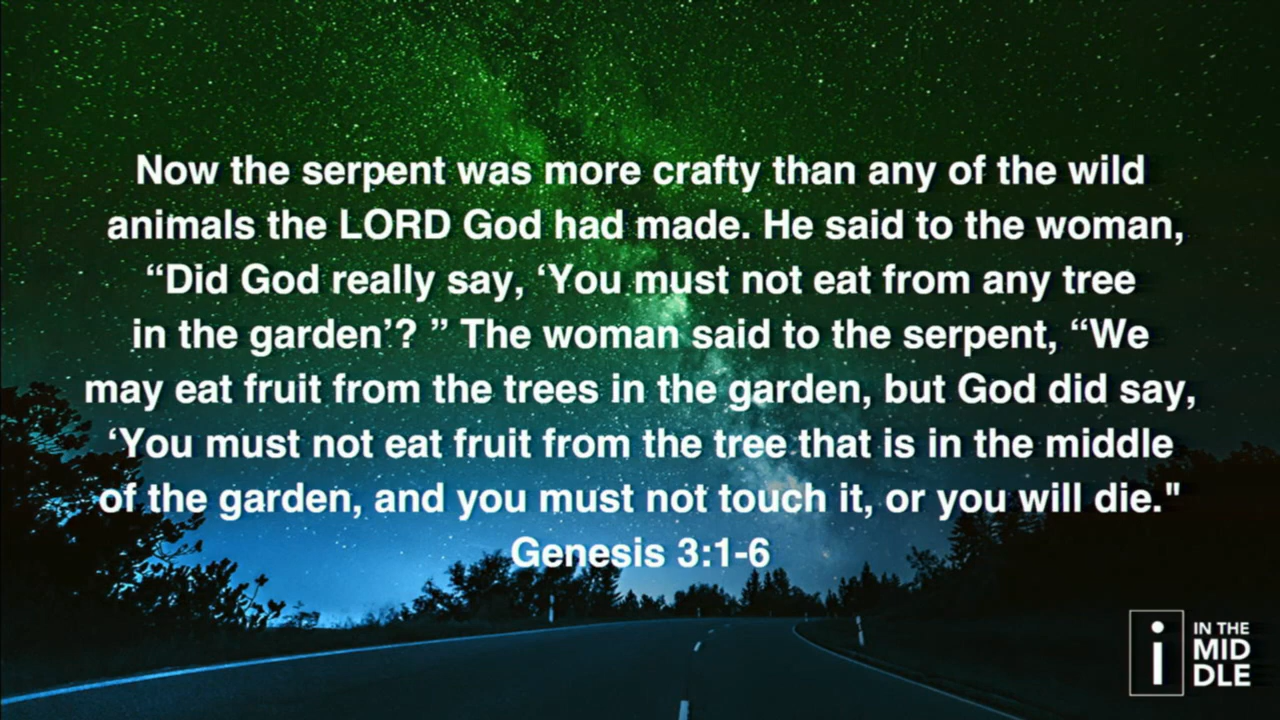 Now the serpent was more crafty than any of the wild
animals the LORD God had made. He said to the woman,
“Did God really say, ‘You must not eat from any tree
in the garden’? ” The woman said to the serpent, “We
may eat fruit from the trees in the garden, but God did say,
‘You must not eat fruit from the tree that is in the middle
of the garden, and you must not touch it, or you will die."
Genesis 3:1-6
i
IN THE
MID
DLE